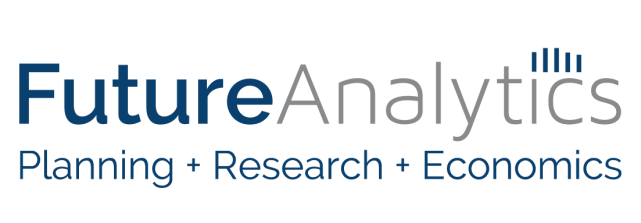 FutureAnalytics
Planning + Research + Economics